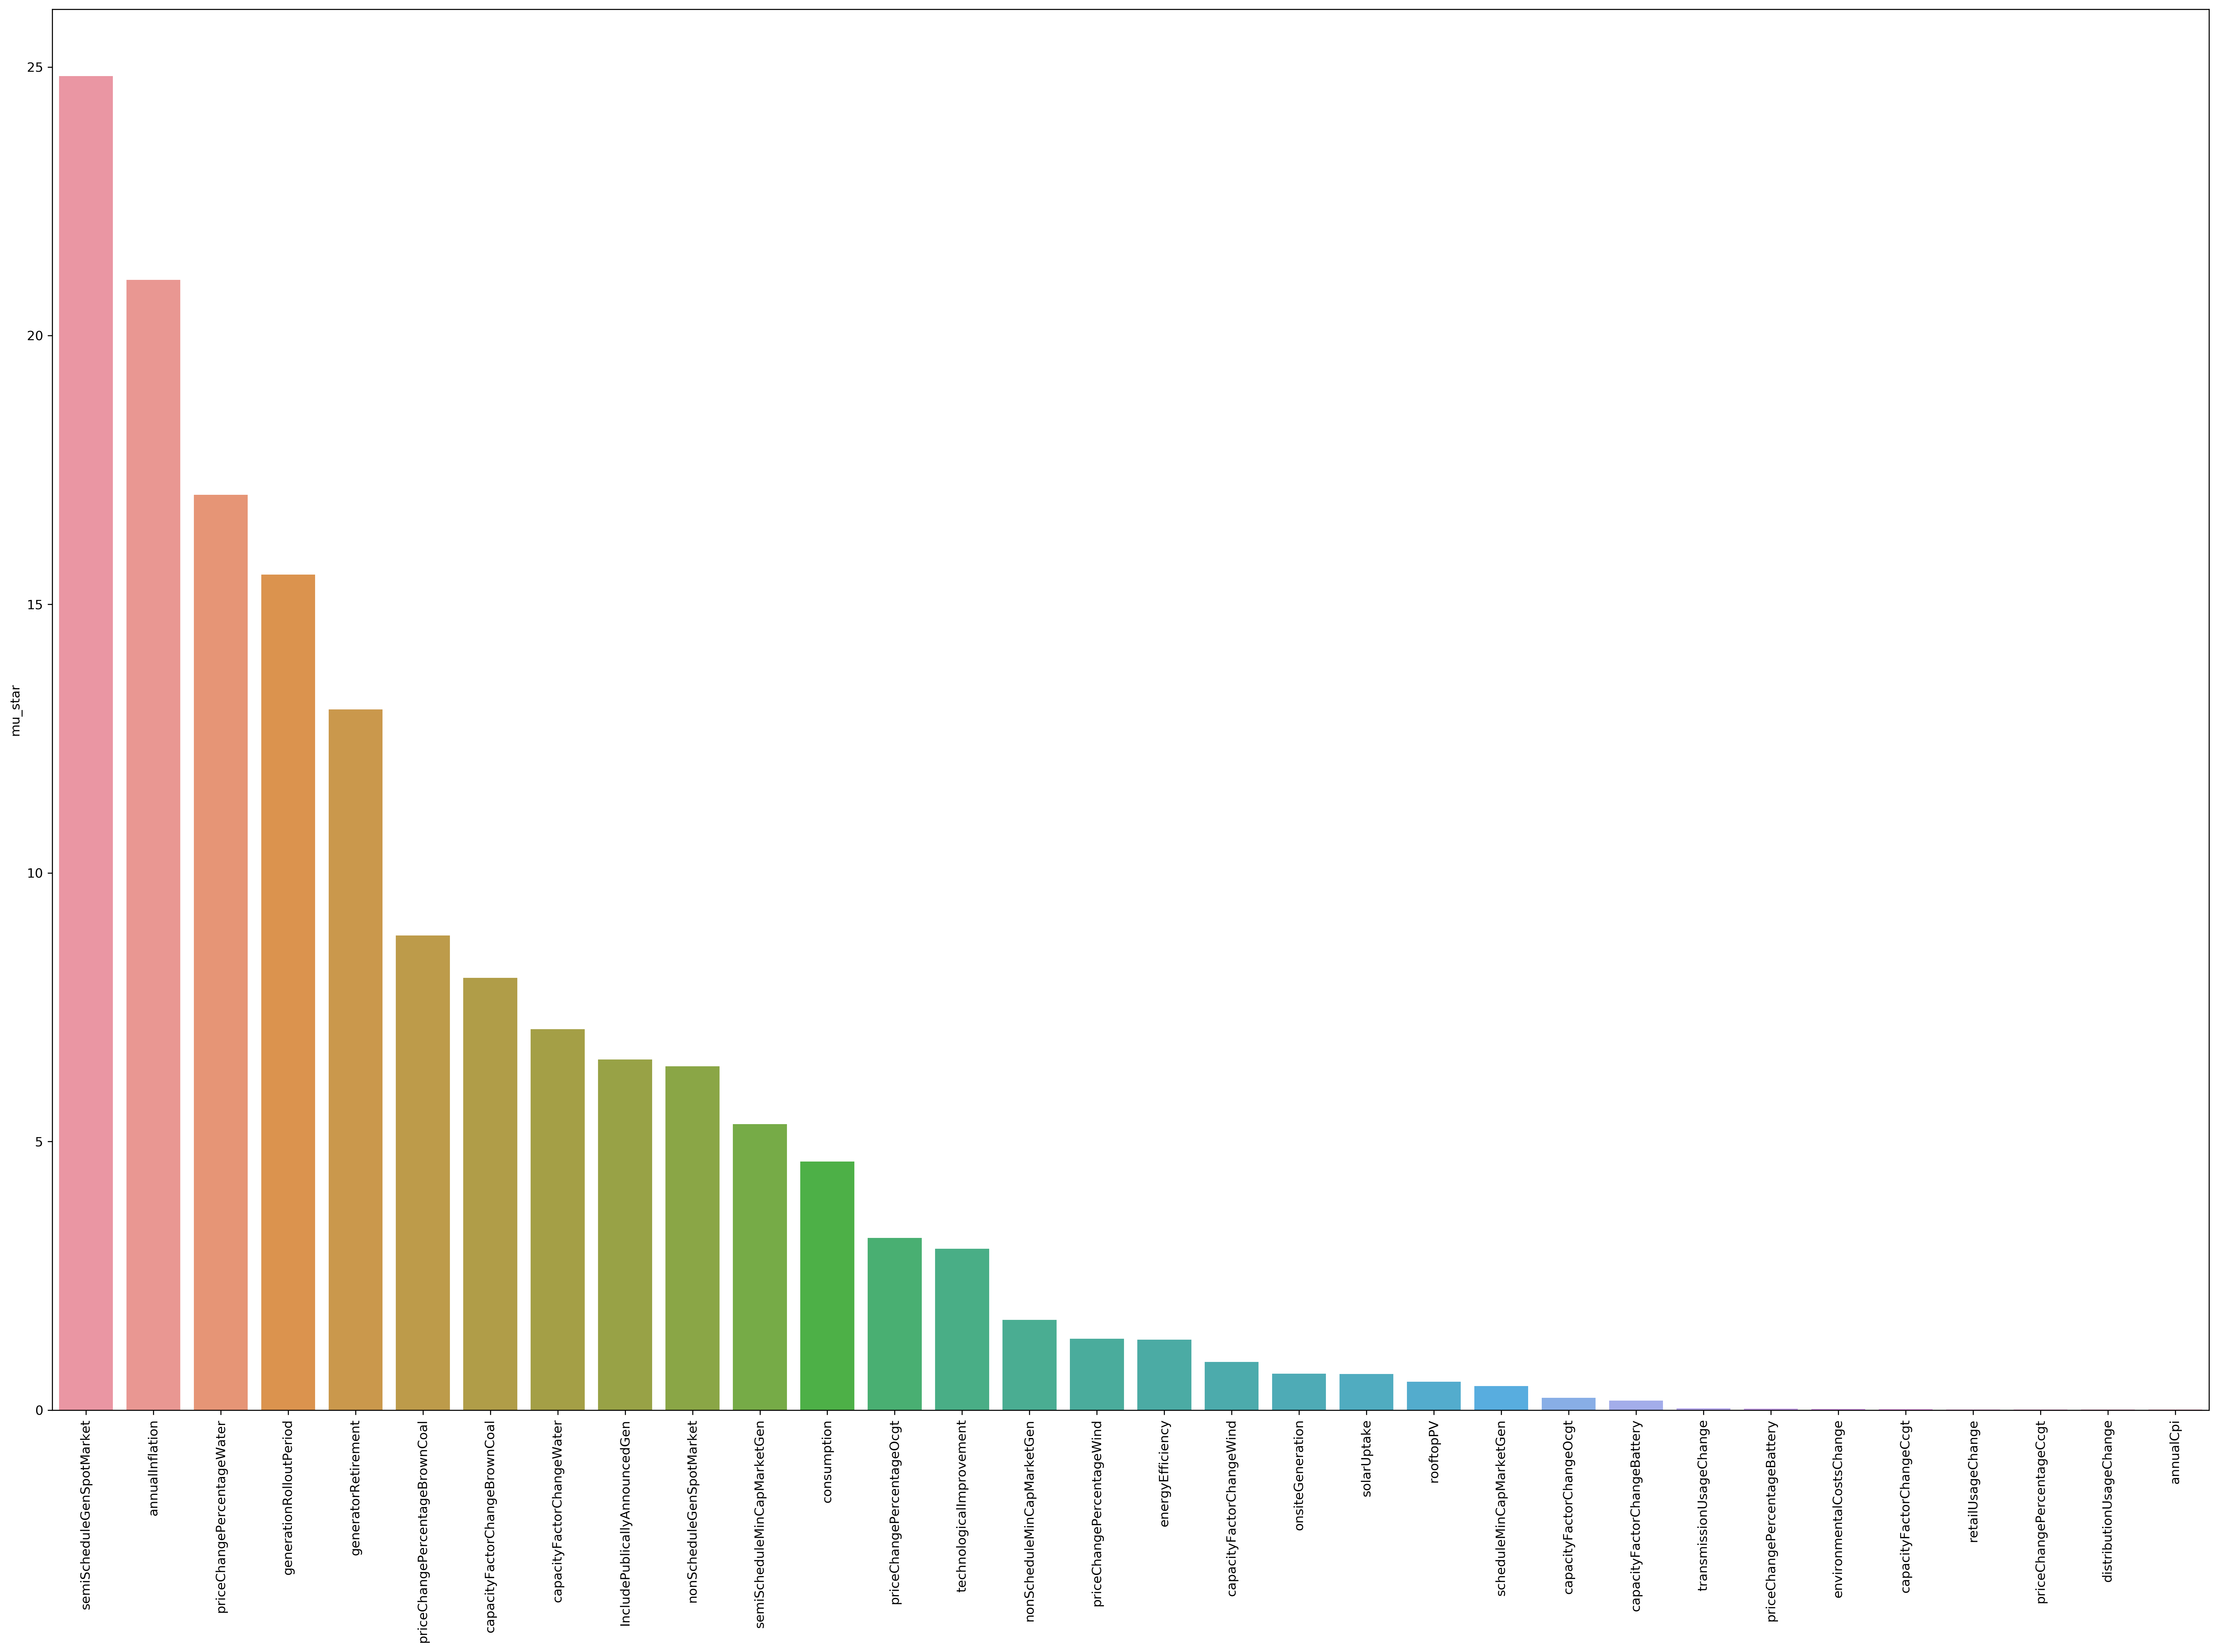 mu_star
25
20
15
10
5
0
semiScheduleGenSpotMarket
annualInflation
priceChangePercentageWater
generationRolloutPeriod
generatorRetirement
priceChangePercentageBrownCoal
capacityFactorChangeBrownCoal
capacityFactorChangeWater
IncludePublicallyAnnouncedGen
nonScheduleGenSpotMarket
semiScheduleMinCapMarketGen
consumption
priceChangePercentageOcgt
technologicalImprovement
nonScheduleMinCapMarketGen
priceChangePercentageWind
energyEfficiency
capacityFactorChangeWind
onsiteGeneration
solarUptake
rooftopPV
scheduleMinCapMarketGen
capacityFactorChangeOcgt
capacityFactorChangeBattery
transmissionUsageChange
priceChangePercentageBattery
environmentalCostsChange
capacityFactorChangeCcgt
retailUsageChange
priceChangePercentageCcgt
distributionUsageChange
annualCpi